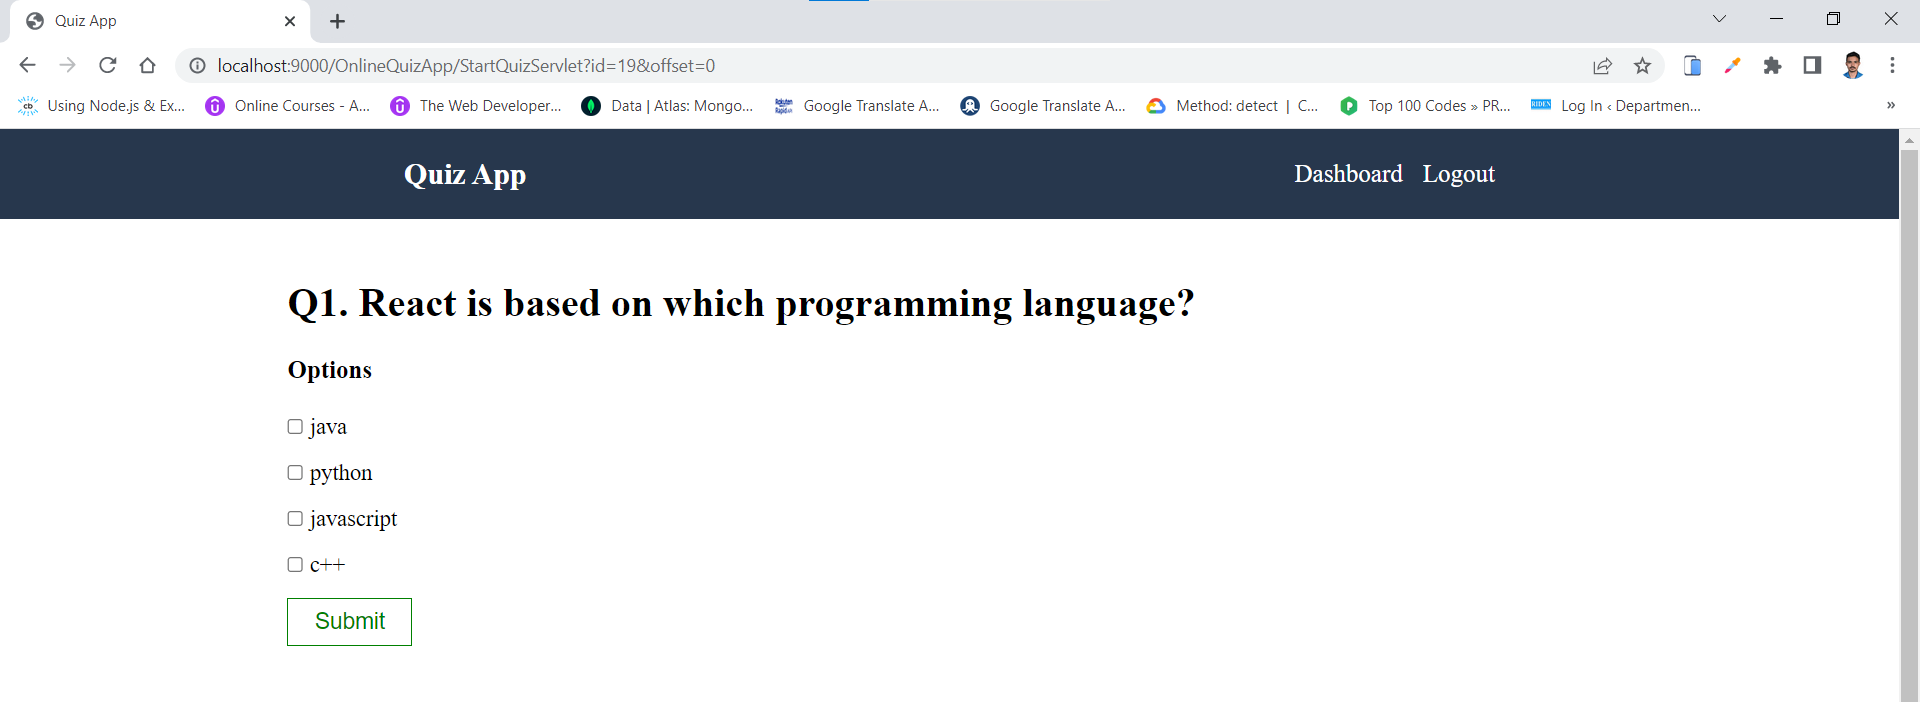 Quiz App
localhost:9000/OnlineQuizApp/StartQuizServlet?id=19&offset=0
cb Using Node.js & Ex... Online Courses - A... The Web Developer... Data | Atlas: Mongo... Google Translate A... Google Translate A... Method: detect | C... Top 100 Codes » PR... RIDEN Log In ‹ Departmen... »
Quiz App Dashboard Logout
Q1. React is based on which programming language?
Options
java
python
javascript
c++
Submit